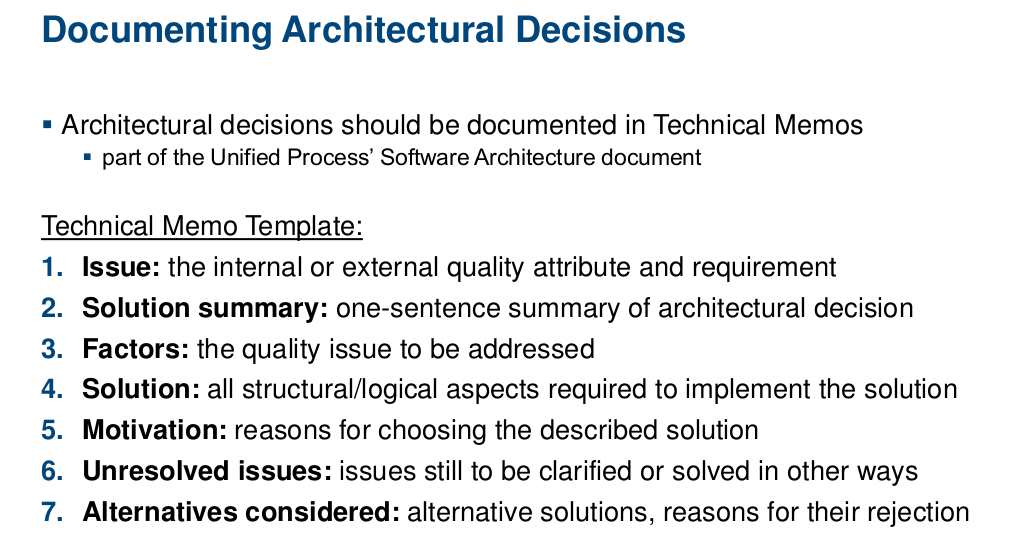 Documenting Architectural Decisions
▪ Architectural decisions should be documented in Technical Memos
▪ part of the Unified Process’ Software Architecture document
Technical Memo Template:
1. Issue: the internal or external quality attribute and requirement
2. Solution summary: one-sentence summary of architectural decision
3. Factors: the quality issue to be addressed
4. Solution: all structural/logical aspects required to implement the solution
5. Motivation: reasons for choosing the described solution
6. Unresolved issues: issues still to be clarified or solved in other ways
7. Alternatives considered: alternative solutions, reasons for their rejection